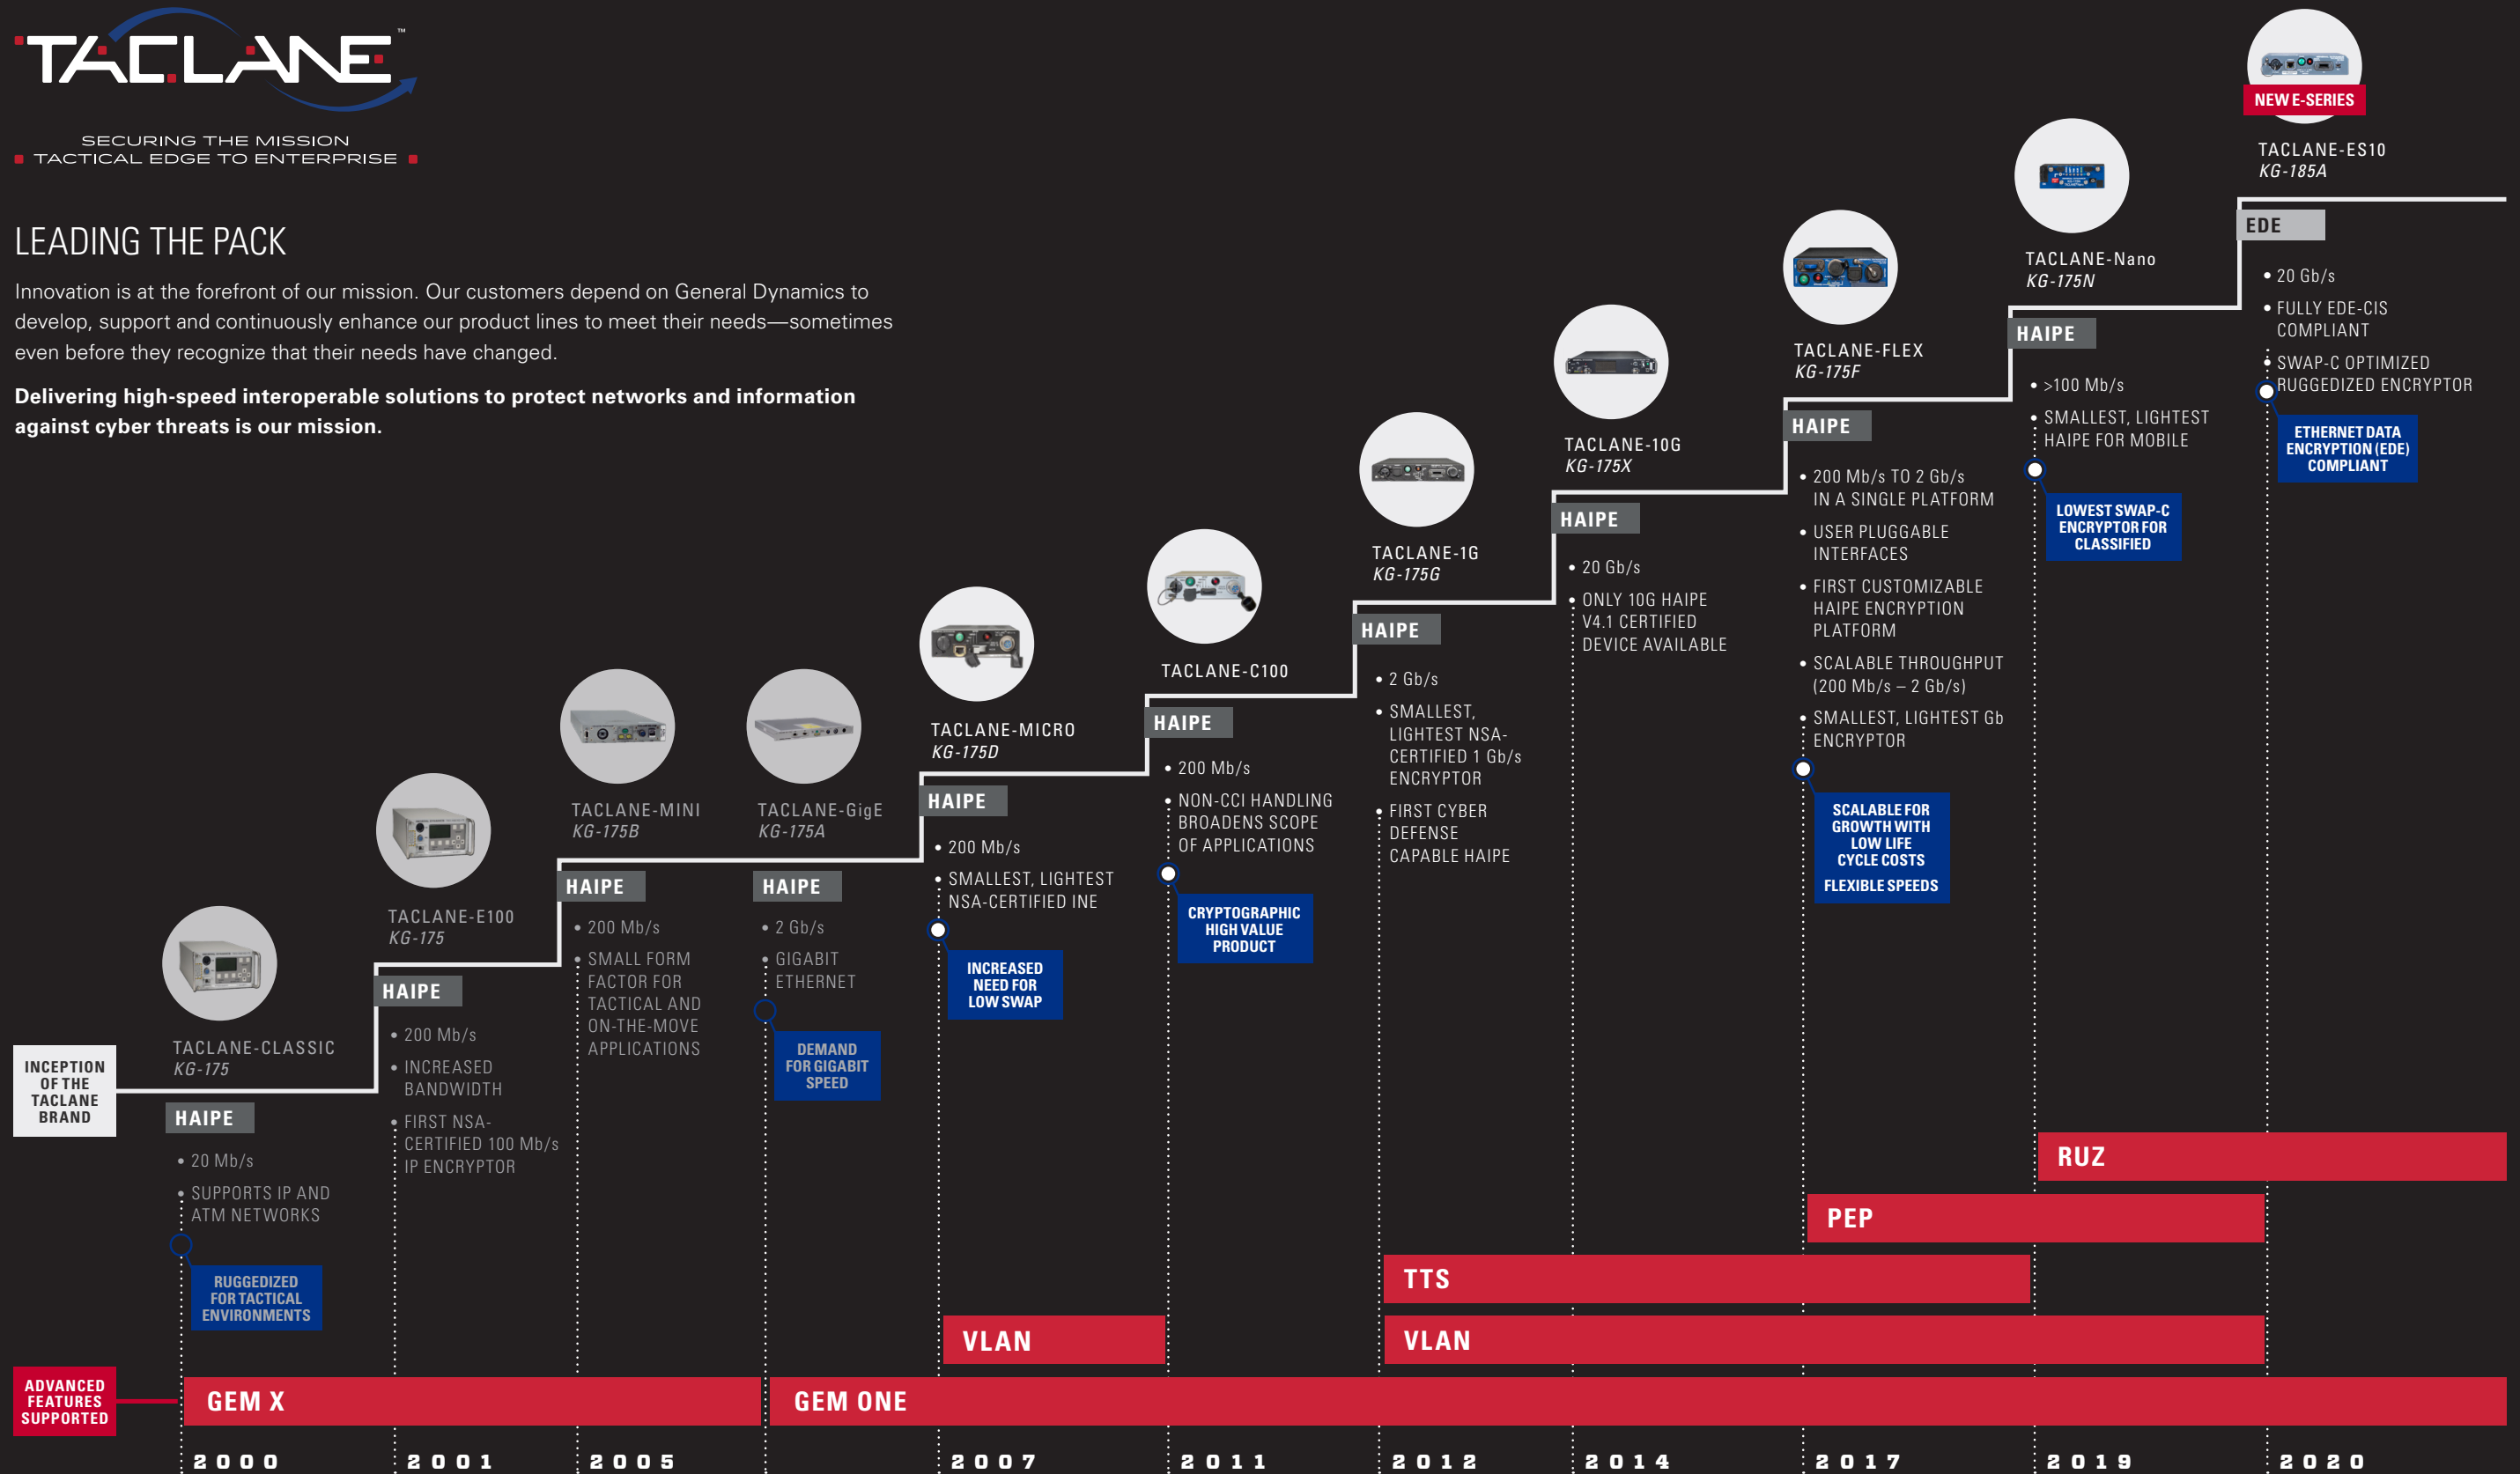 TACLANE™
SECURING THE MISSION
TACTICAL EDGE TO ENTERPRISE
LEADING THE PACK
Innovation is at the forefront of our mission. Our customers depend on General Dynamics to
develop, support and continuously enhance our product lines to meet their needs—sometimes
even before they recognize that their needs have changed.
Delivering high-speed interoperable solutions to protect networks and information
against cyber threats is our mission.
INCEPTION
OF THE
TACLANE
BRAND
TACLANE-CLASSIC
KG-175
HAIPE
• 20 Mb/s
• SUPPORTS IP AND
ATM NETWORKS
RUGGEDIZED
FOR TACTICAL
ENVIRONMENTS
TACLANE-E100
KG-175
HAIPE
• 200 Mb/s
• INCREASED
BANDWIDTH
• FIRST NSA-
CERTIFIED 100 Mb/s
IP ENCRYPTOR
TACLANE-MINI
KG-175B
HAIPE
• 200 Mb/s
• SMALL FORM
FACTOR FOR
TACTICAL AND
ON-THE-MOVE
APPLICATIONS
TACLANE-GigE
KG-175A
HAIPE
• 2 Gb/s
• GIGABIT
ETHERNET
DEMAND
FOR GIGABIT
SPEED
TACLANE-MICRO
KG-175D
HAIPE
• 200 Mb/s
• SMALLEST, LIGHTEST
NSA-CERTIFIED INE
INCREASED
NEED FOR
LOW SWAP
TACLANE-C100
HAIPE
• 200 Mb/s
• NON-CCI HANDLING
BROADENS SCOPE
OF APPLICATIONS
CRYPTOGRAPHIC
HIGH VALUE
PRODUCT
TACLANE-1G
KG-175G
HAIPE
• 2 Gb/s
• SMALLEST,
LIGHTEST NSA-
CERTIFIED 1 Gb/s
ENCRYPTOR
• FIRST CYBER
DEFENSE
CAPABLE HAIPE
TACLANE-10G
KG-175X
HAIPE
• 20 Gb/s
• ONLY 10G HAIPE
V4.1 CERTIFIED
DEVICE AVAILABLE
TACLANE-FLEX
KG-175F
HAIPE
• 200 Mb/s TO 2 Gb/s
IN A SINGLE PLATFORM
• USER PLUGGABLE
INTERFACES
• FIRST CUSTOMIZABLE
HAIPE ENCRYPTION
PLATFORM
• SCALABLE THROUGHPUT
(200 Mb/s – 2 Gb/s)
• SMALLEST, LIGHTEST Gb
ENCRYPTOR
SCALABLE FOR
GROWTH WITH
LOW LIFE
CYCLE COSTS
FLEXIBLE SPEEDS
TACLANE-Nano
KG-175N
HAIPE
• >100 Mb/s
• SMALLEST, LIGHTEST
HAIPE FOR MOBILE
LOWEST SWAP-C
ENCRYPTOR FOR
CLASSIFIED
NEW E-SERIES
TACLANE-ES10
KG-185A
EDE
• 20 Gb/s
• FULLY EDE-CIS
COMPLIANT
• SWAP-C OPTIMIZED
RUGGEDIZED ENCRYPTOR
ETHERNET DATA
ENCRYPTION (EDE)
COMPLIANT
RUZ
PEP
TTS
VLAN
VLAN
ADVANCED
FEATURES
SUPPORTED
GEM X
GEM ONE
2000
2001
2005
2007
2011
2012
2014
2017
2019
2020